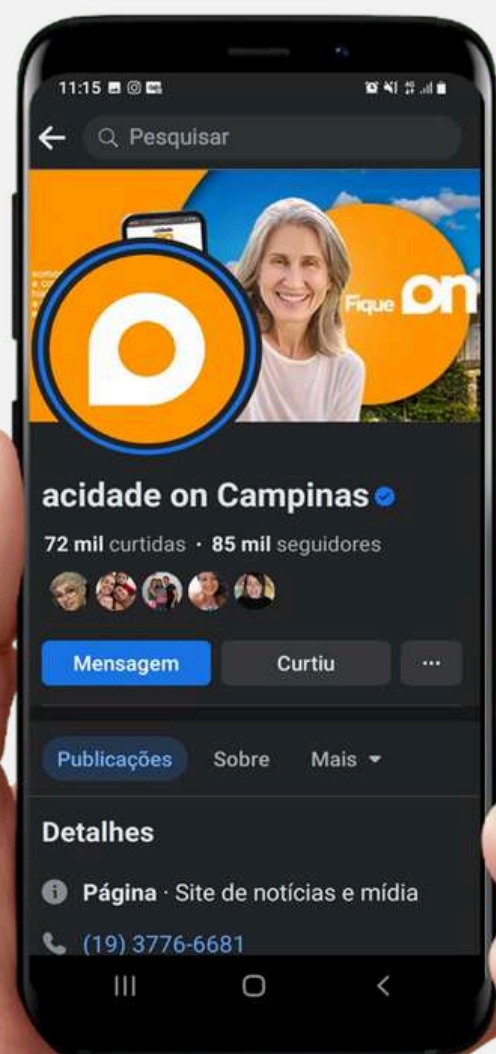 11:15
Pesquisar
Fique on
acidade on Campinas
72 mil curtidas · 85 mil seguidores
Mensagem
Curtiu
...
Publicações
Sobre
Mais
Detalhes
Página · Site de notícias e mídia
(19) 3776-6681